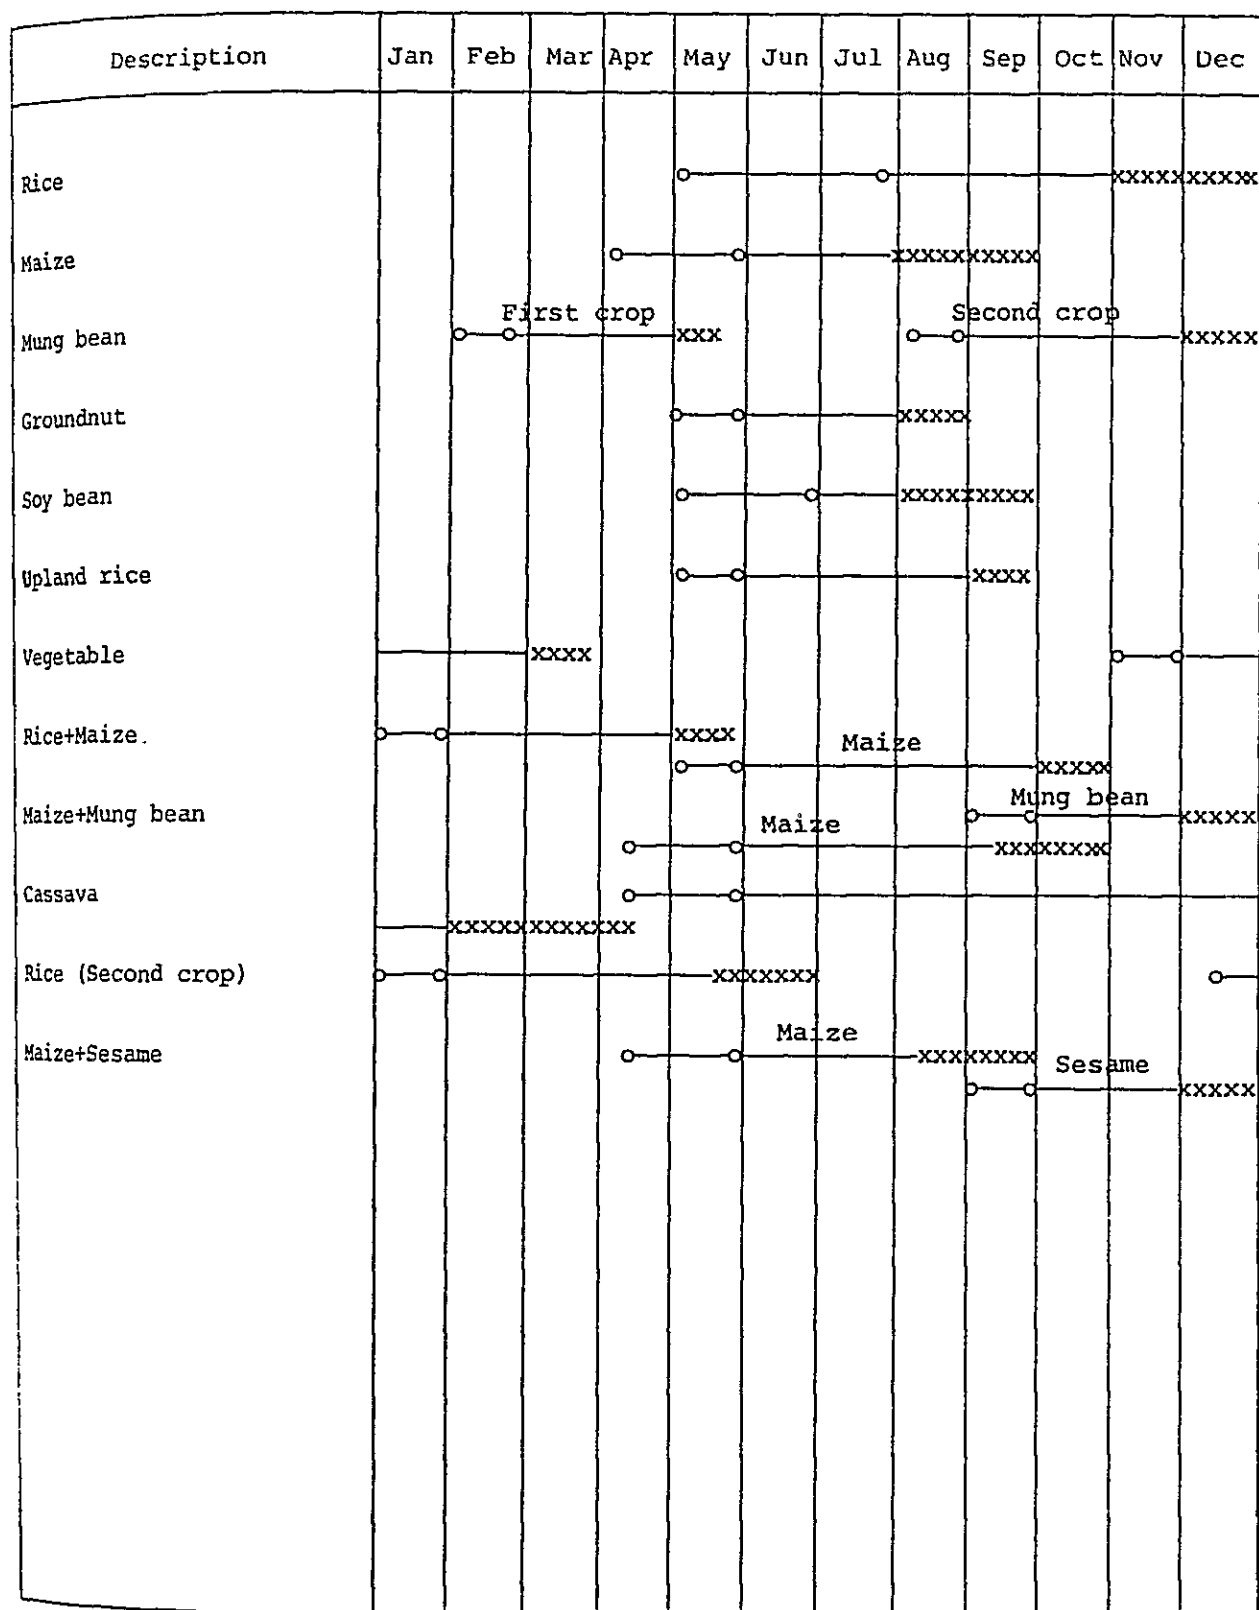 Description Jan Feb Mar Apr May Jun Jul Aug Sep Oct Nov Dec
Rice xxxxxxxxxx
Maize xxxxxxxxxx
First crop Second crop
Mung bean xxx xxxxx
Groundnut xxxxx
Soy bean xxxxxxxxx
Upland rice xxxx
Vegetable xxxx
Rice+Maize. xxxx
Maize
xxxxx
Mung bean
Maize+Mung bean xxxxx
Maize
xxxxxxxx
Cassava
xxxxxxxxxxxxx
Rice (Second crop) xxxxxxx
Maize
Maize+Sesame xxxxxxxx
Sesame
xxxxx